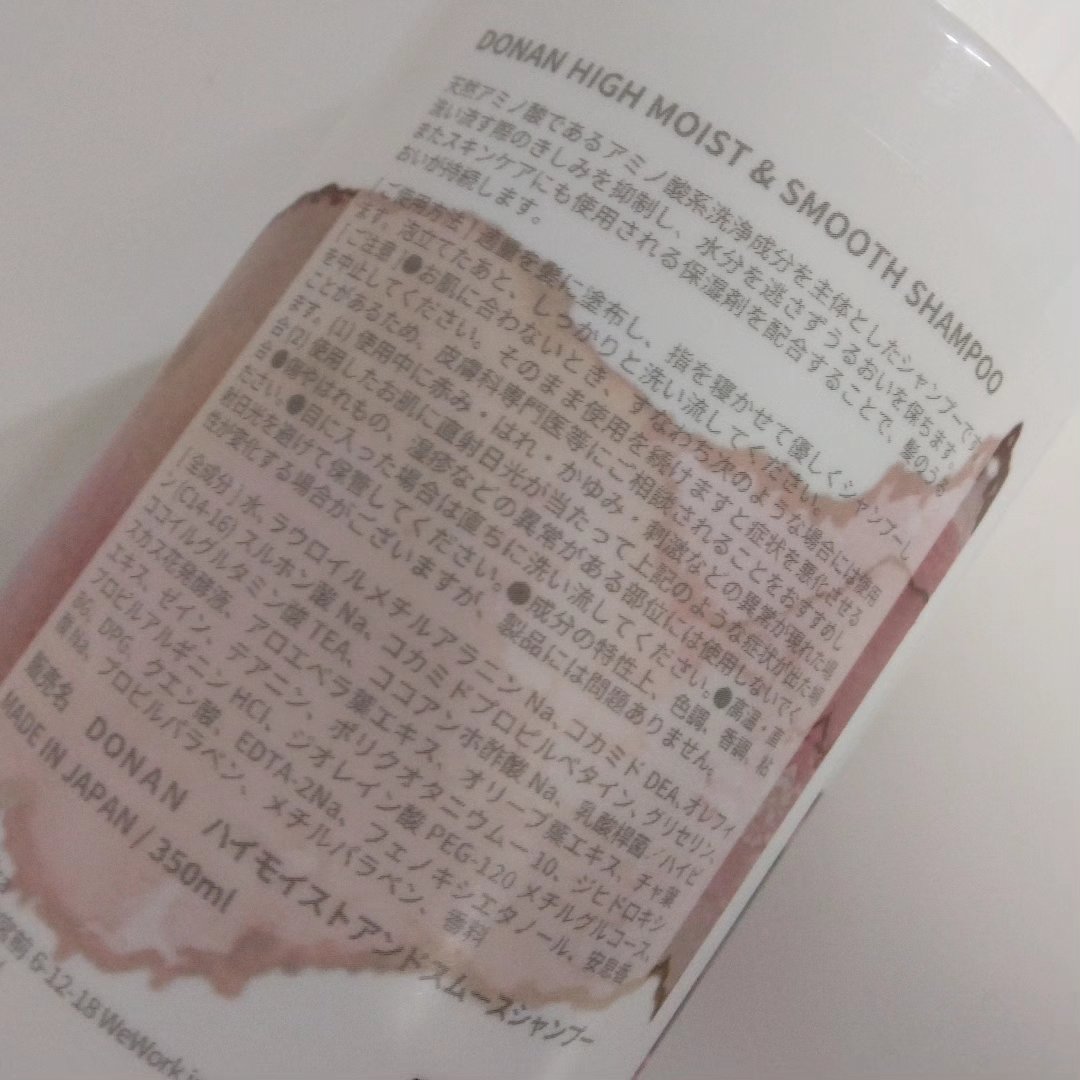 DONAN HIGH MOIST & SMOOTH SHAMPOO
天然アミノ酸であるアミノ酸系洗浄成分を主体としたシャンプーです。
洗い流す際のきしみを抑制し、水分を逃さずうるおいを保ちます。
またスキンケアにも使用される保湿剤を配合することで、髪のうる
おいが持続します。
[ご使用方法] 適量を髪に塗布し、指を寝かせて優しくシャンプーし
ます。泡立てたあと、しっかりと洗い流してください。
[ご注意] ●お肌に合わないとき、すなわち次のような場合には使用
を中止してください。そのまま使用を続けますと症状を悪化させる
ことがあるため、皮膚科専門医等にご相談されることをおすすめし
ます。(1) 使用中に赤み・はれ・かゆみ・刺激などの異常が現れた場
合(2) 使用したお肌に直射日光が当たって上記のような症状が出た場
合●傷やはれもの、湿疹などの異常がある部位には使用しないでく
ださい。●目に入った場合は直ちに洗い流してください。●高温・直
射日光を避けて保管してください。●成分の特性上、色調、香調、粘
性が変化する場合がございますが、製品には問題ありません。
[全成分] 水、ラウロイルメチルアラニンNa、コカミドDEA、オレフィ
ン(C14-16) スルホン酸Na、コカミドプロピルベタイン、グリセリン、
ココイルグルタミン酸TEA、ココアンホ酢酸Na、乳酸桿菌/ハイビ
スカス花発酵液、アロエベラ葉エキス、オリーブ葉エキス、チャ葉
エキス、ゼイン、テアニン、ポリクオタニウム-10、ジヒドロキシ
プロピルアルギニンHCl、ジオレイン酸PEG-120メチルグルコース、
BG、DPG、クエン酸、EDTA-2Na、フェノキシエタノール、安息香
酸Na、プロピルパラベン、メチルパラベン、香料
販売名 DONAN ハイモイストアンドスムースシャンプー
MADE IN JAPAN / 350ml
6-12-18 WeWork